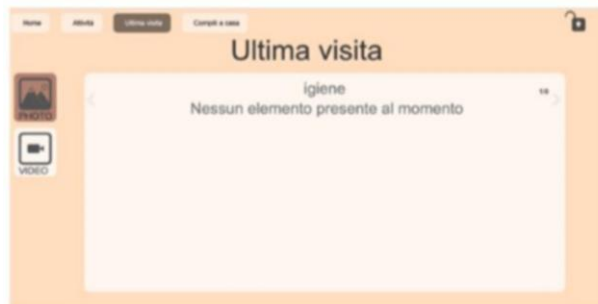 Home
Attività
Ultima visita
Compiti a casa
Ultima visita
PHOTO
igiene
Nessun elemento presente al momento
VIDEO